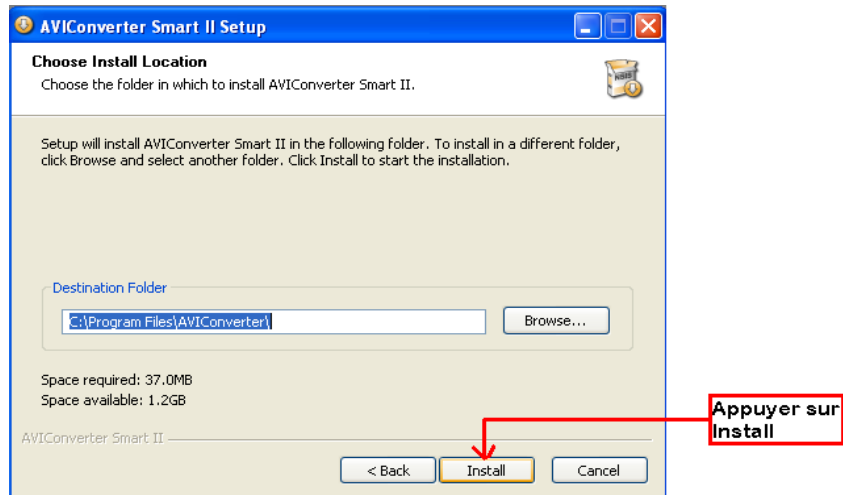 AVIConverter Smart II Setup
Choose Install Location
Choose the folder in which to install AVIConverter Smart II.
Setup will install AVIConverter Smart II in the following folder. To install in a different folder,
click Browse and select another folder. Click Install to start the installation.
Destination Folder
C:\Program Files\AVIConverter\
Browse...
Space required: 37.0MB
Space available: 1.2GB
Appuyer sur
Install
AVIConverter Smart II
< Back
Install
Cancel